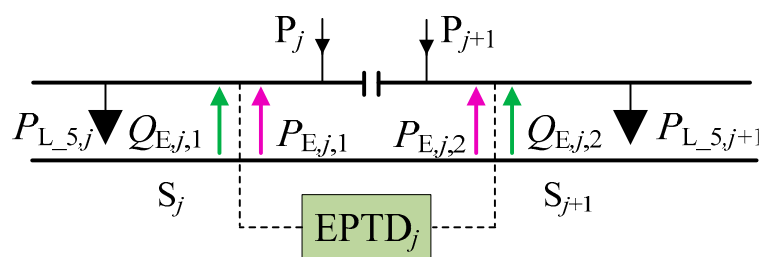 Pj Pj+1
PL_5,j QE,j,1 PE,j,1 PE,j,2 QE,j,2 PL_5,j+1
Sj Sj+1
EPTDj